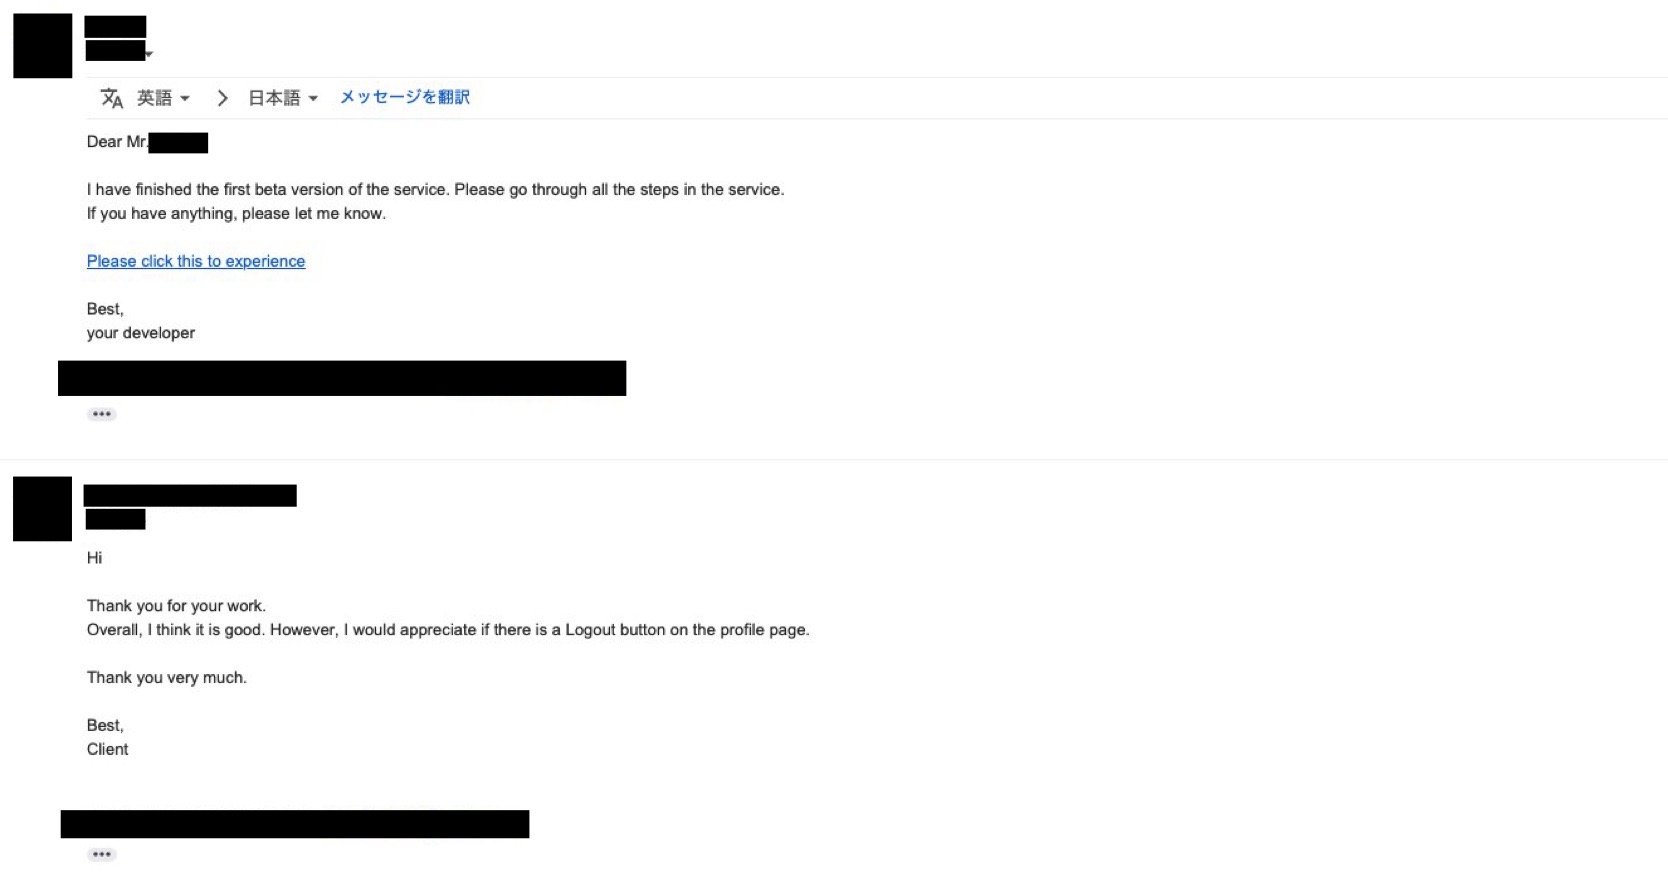 英語 日本語 メッセージを翻訳
Dear Mr.
I have finished the first beta version of the service. Please go through all the steps in the service.
If you have anything, please let me know.
Please click this to experience
Best,
your developer
Hi
Thank you for your work.
Overall, I think it is good. However, I would appreciate if there is a Logout button on the profile page.
Thank you very much.
Best,
Client